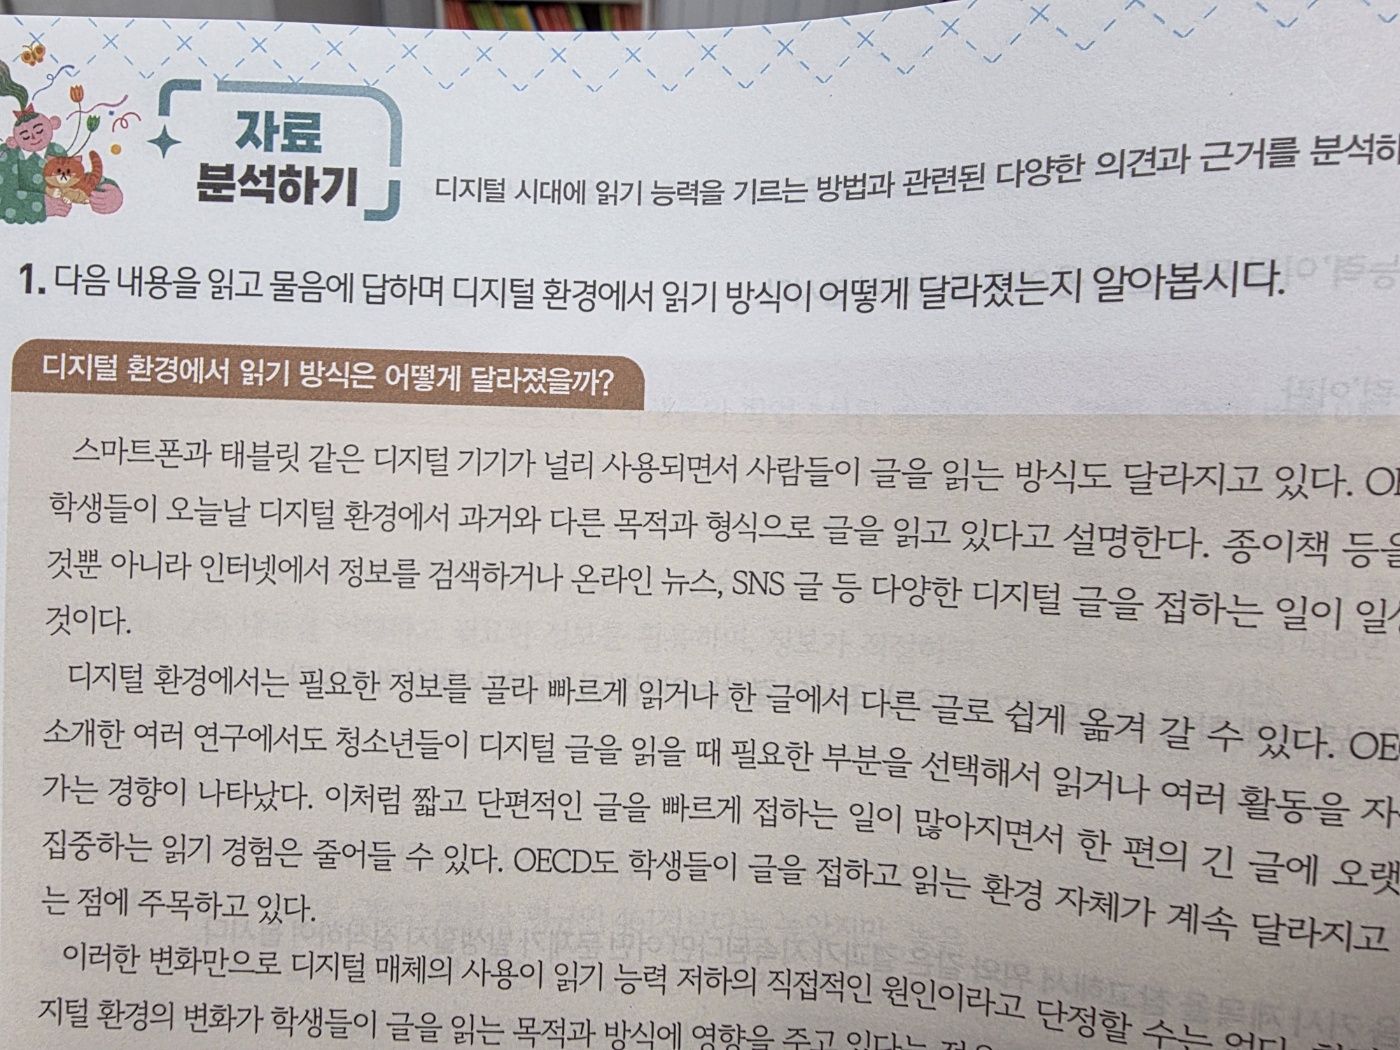 자료
분석하기
디지털 시대에 읽기 능력을 기르는 방법과 관련된 다양한 의견과 근거를 분석하
1. 다음 내용을 읽고 물음에 답하며 디지털 환경에서 읽기 방식이 어떻게 달라졌는지 알아봅시다.
디지털 환경에서 읽기 방식은 어떻게 달라졌을까?
스마트폰과 태블릿 같은 디지털 기기가 널리 사용되면서 사람들이 글을 읽는 방식도 달라지고 있다.
학생들이 오늘날 디지털 환경에서 과거와 다른 목적과 형식으로 글을 읽고 있다고 설명한다. 종이책 등을
것뿐 아니라 인터넷에서 정보를 검색하거나 온라인 뉴스, SNS 글 등 다양한 디지털 글을 접하는 일이
것이다.
디지털 환경에서는 필요한 정보를 골라 빠르게 읽거나 한 글에서 다른 글로 쉽게 옮겨 갈 수 있다. OE
소개한 여러 연구에서도 청소년들이 디지털 글을 읽을 때 필요한 부분을 선택해서 읽거나 여러 활동을
가는 경향이 나타났다. 이처럼 짧고 단편적인 글을 빠르게 접하는 일이 많아지면서 한 편의 긴 글에
집중하는 읽기 경험은 줄어들 수 있다. OECD도 학생들이 글을 접하고 읽는 환경 자체가 계속 달라지고
는 점에 주목하고 있다.
이러한 변화만으로 디지털 매체의 사용이 읽기 능력 저하의 직접적인 원인이라고 단정할 수는 없다.
지털 환경의 변화가 학생들이 글을 읽는 목적과 방식에 영향을 주고 있다는